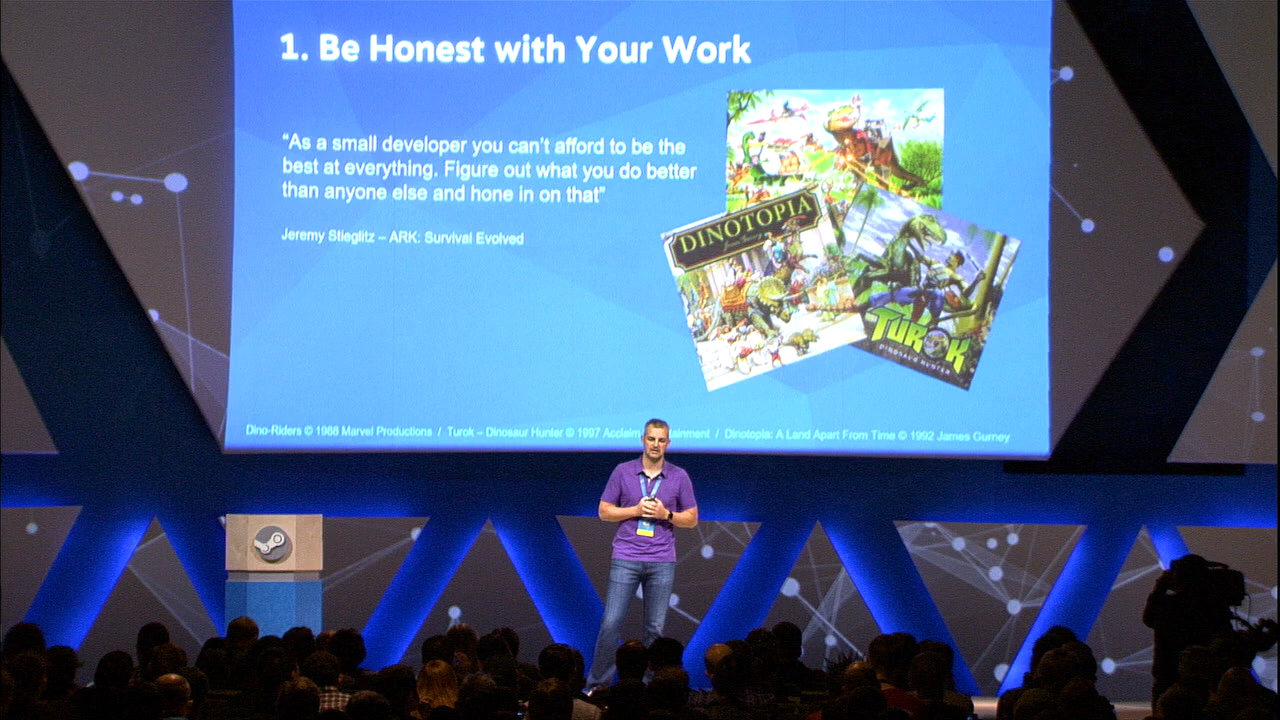 1. Be Honest with Your Work
“As a small developer you can’t afford to be the
best at everything. Figure out what you do better
than anyone else and hone in on that”
Jeremy Stieglitz – ARK: Survival Evolved
DINOTOPIA
TUROK
DINOSAUR HUNTER
Dino-Riders © 1988 Marvel Productions / Turok – Dinosaur Hunter © 1997 Acclaim / Dinotopia: A Land Apart From Time © 1992 James Gurney